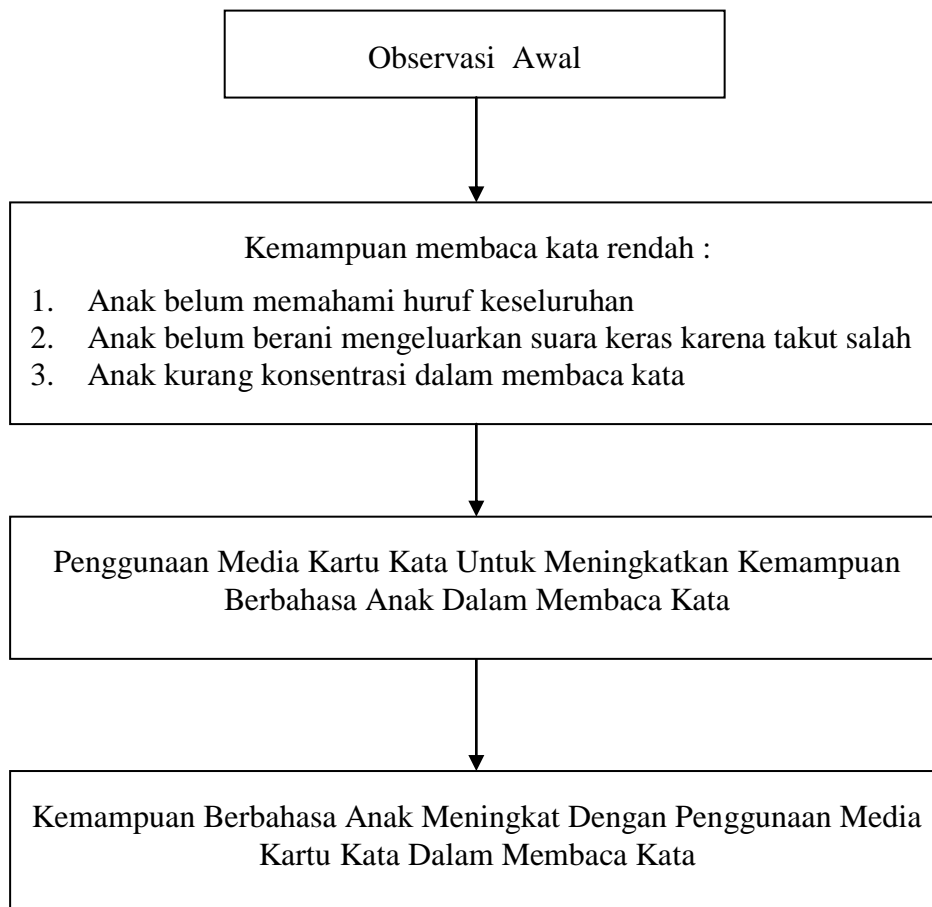 Observasi Awal
Kemampuan membaca kata rendah :
1. Anak belum memahami huruf keseluruhan
2. Anak belum berani mengeluarkan suara keras karena takut salah
3. Anak kurang konsentrasi dalam membaca kata
Penggunaan Media Kartu Kata Untuk Meningkatkan Kemampuan
Berbahasa Anak Dalam Membaca Kata
Kemampuan Berbahasa Anak Meningkat Dengan Penggunaan Media
Kartu Kata Dalam Membaca Kata